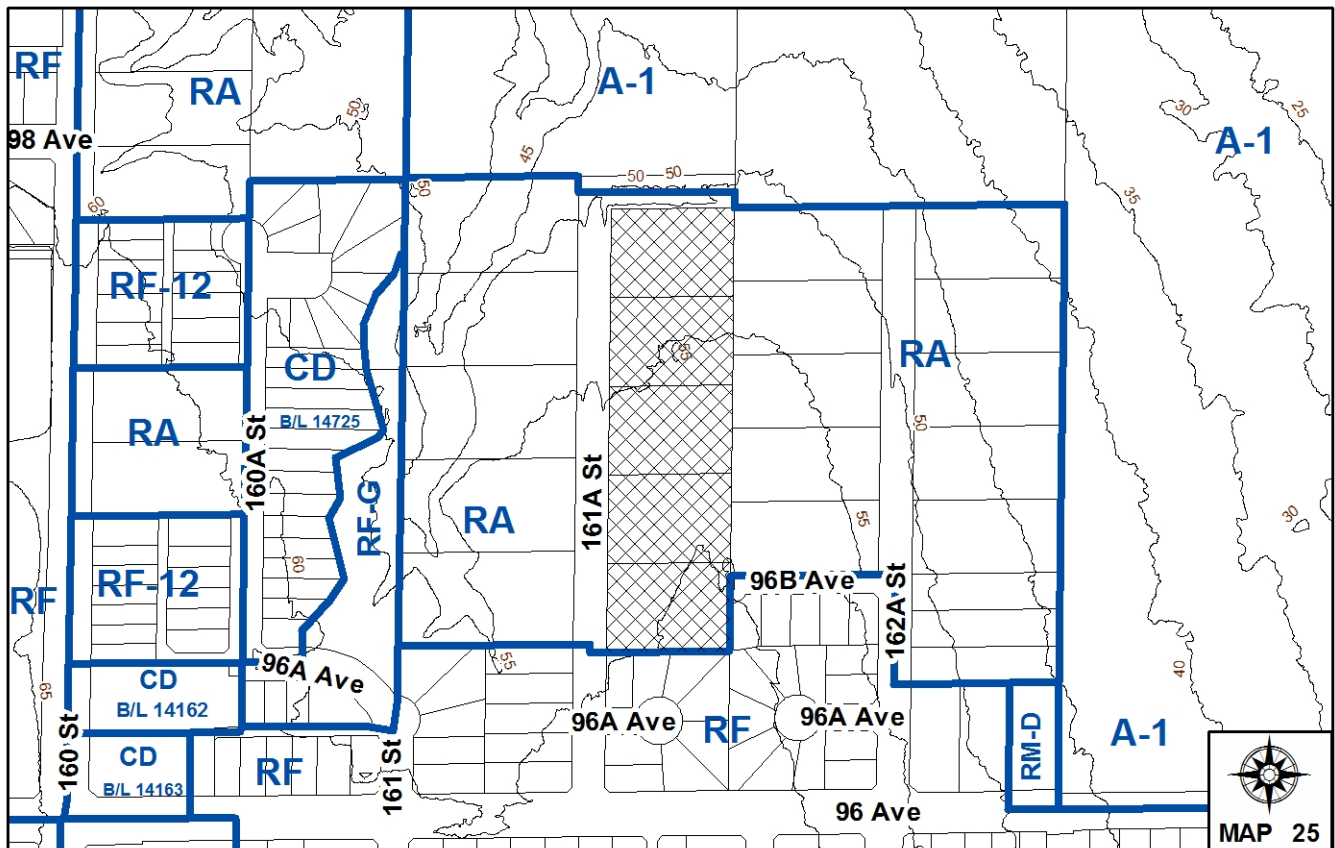 RF
RA
A-1
50
25
30
98 Ave
45
A-1
50
50
50
35
60
RF-12
CD
55
RA
B/L 14725
RA
50
160A St
161A St
RF-G
RA
55
30
60
RF-12
RF
96B Ave
162A St
96A Ave
55
40
65
CD
B/L 14162
96A Ave
RF
96A Ave
A-1
160 St
CD
B/L 14163
RF
161 St
RM-D
96 Ave
MAP 25